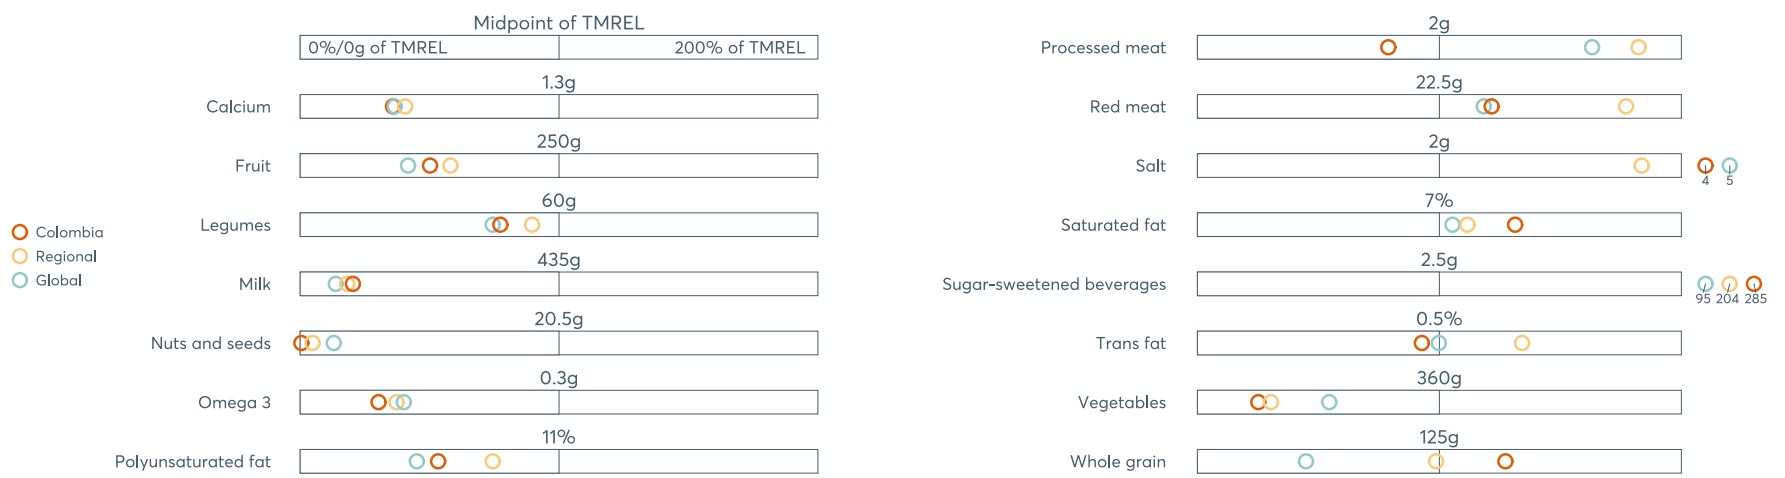 Midpoint of TMREL
0%/0g of TMREL
200% of TMREL
Calcium
1.3g
Fruit
250g
Legumes
60g
Milk
435g
Nuts and seeds
20.5g
Omega 3
0.3g
Polyunsaturated fat
11%
Colombia
Regional
Global
Processed meat
2g
Red meat
22.5g
Salt
2g
4 5
Saturated fat
7%
Sugar-sweetened beverages
2.5g
95 204 285
Trans fat
0.5%
Vegetables
360g
Whole grain
125g